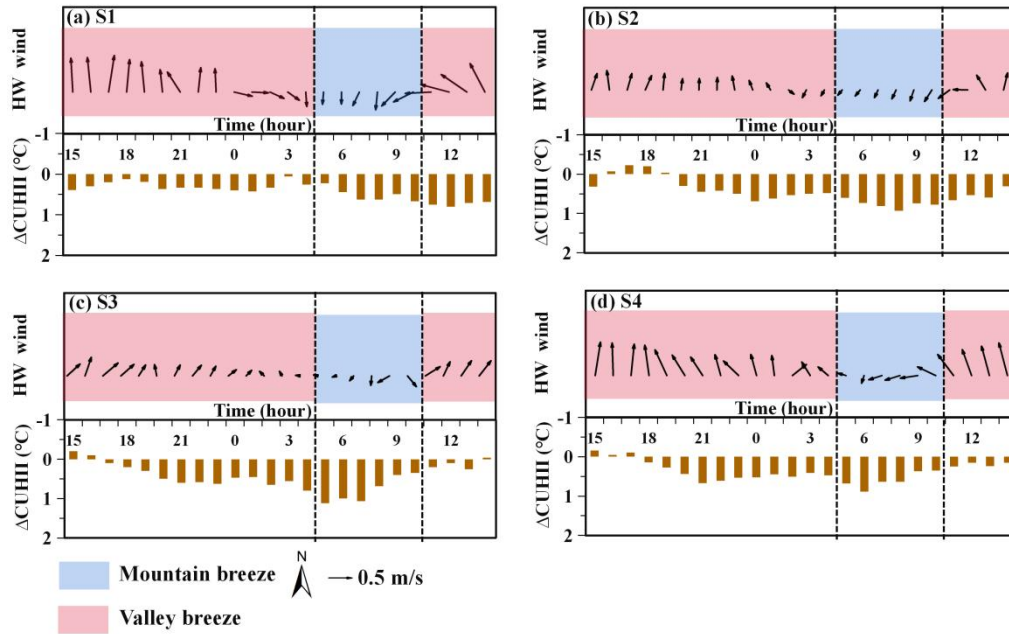 (a) S1
HW wind
Time (hour)
ΔCUHII (°C)
-1
0
1
2
15 18 21 0 3 6 9 12
(b) S2
HW wind
Time (hour)
ΔCUHII (°C)
-1
0
1
2
15 18 21 0 3 6 9 12
(c) S3
HW wind
Time (hour)
ΔCUHII (°C)
-1
0
1
2
15 18 21 0 3 6 9 12
(d) S4
HW wind
Time (hour)
ΔCUHII (°C)
-1
0
1
2
15 18 21 0 3 6 9 12
Mountain breeze
N
0.5 m/s
Valley breeze